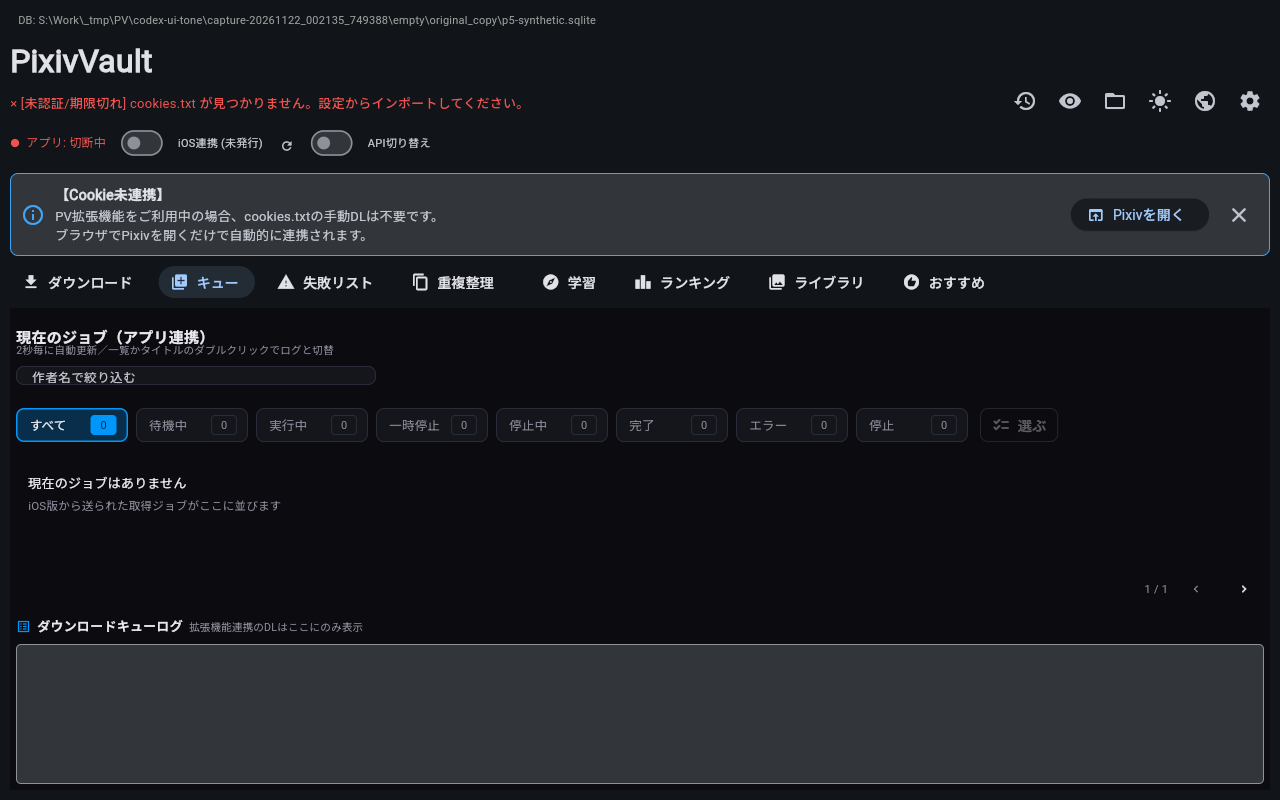 DB: S:\Work\_tmp\PV\codex-ui-tone\capture-20261122_002135_749388\empty\original_copy\p5-synthetic.sqlite
PixivVault
× [未認証/期限切れ] cookies.txt が見つかりません。設定からインポートしてください。
アプリ: 切断中 iOS連携 (未発行) API切り替え
【Cookie未連携】
PV拡張機能をご利用中の場合、cookies.txtの手動DLは不要です。
ブラウザでPixivを開くだけで自動的に連携されます。
Pixivを開く
ダウンロード キュー 失敗リスト 重複整理 学習 ランキング ライブラリ おすすめ
現在のジョブ（アプリ連携）
2秒毎に自動更新／一覧かタイトルのダブルクリックでログと切替
作者名で絞り込む
すべて 0 待機中 0 実行中 0 一時停止 0 停止中 0 完了 0 エラー 0 停止 0 選ぶ
現在のジョブはありません
iOS版から送られた取得ジョブがここに並びます
1 / 1
ダウンロードキューログ 拡張機能連携のDLはここにのみ表示